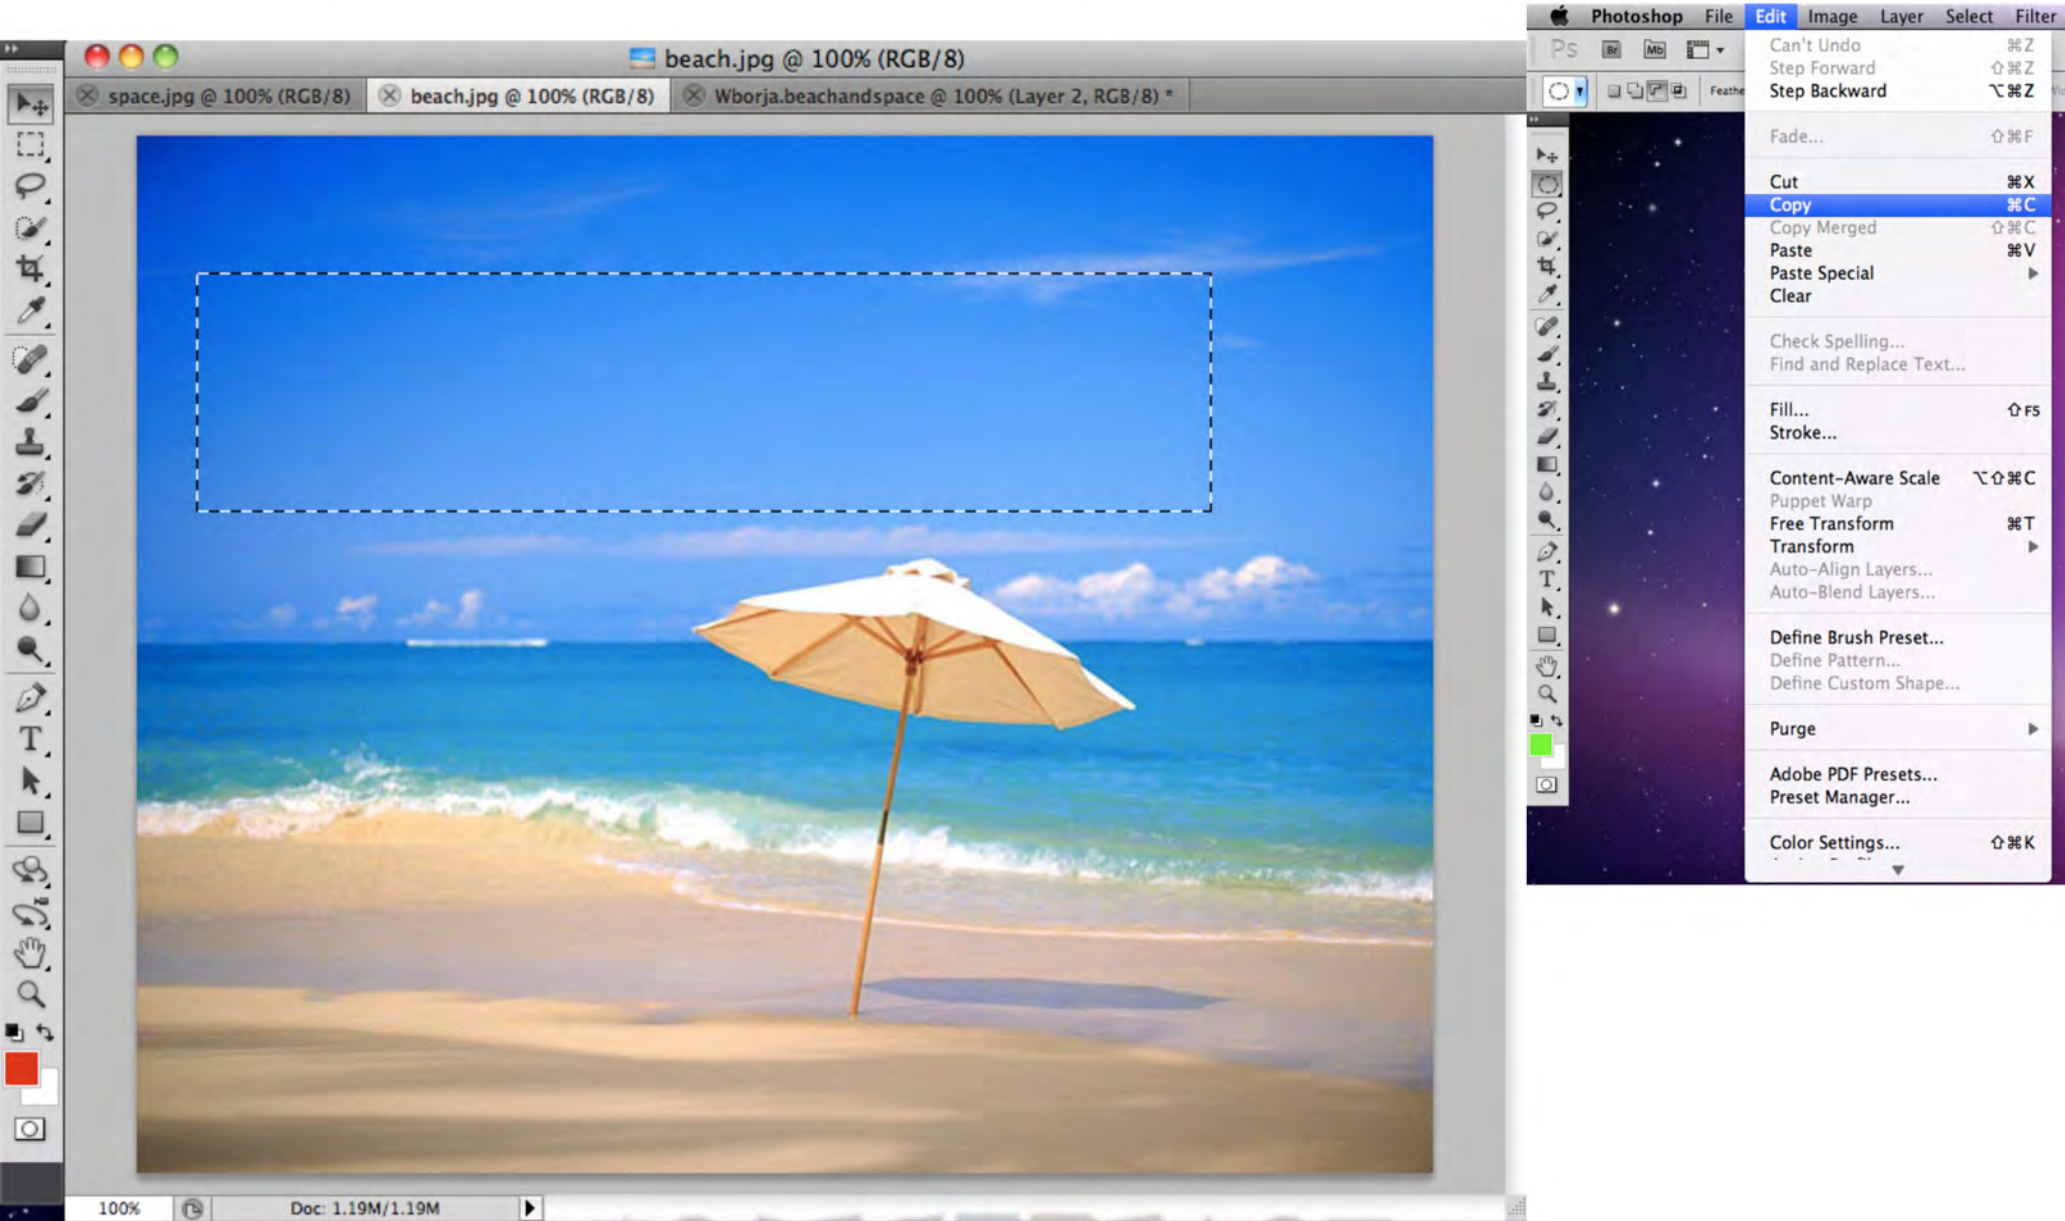 beach.jpg @ 100% (RGB/8)
space.jpg @ 100% (RGB/8)
beach.jpg @ 100% (RGB/8)
Wborja.beachandspace @ 100% (Layer 2, RGB/8) *
T
100%
Doc: 1.19M/1.19M
Photoshop File Edit Image Layer Select Filter
Ps Br Mb
Feathe
Can't Undo ⌘Z
Step Forward ⇧⌘Z
Step Backward ⌥⌘Z
Fade... ⇧⌘F
Cut ⌘X
Copy ⌘C
Copy Merged ⇧⌘C
Paste ⌘V
Paste Special
Clear
Check Spelling...
Find and Replace Text...
Fill... ⇧F5
Stroke...
Content-Aware Scale ⌥⇧⌘C
Puppet Warp
Free Transform ⌘T
Transform
Auto-Align Layers...
Auto-Blend Layers...
Define Brush Preset...
Define Pattern...
Define Custom Shape...
Purge
Adobe PDF Presets...
Preset Manager...
Color Settings... ⇧⌘K
T